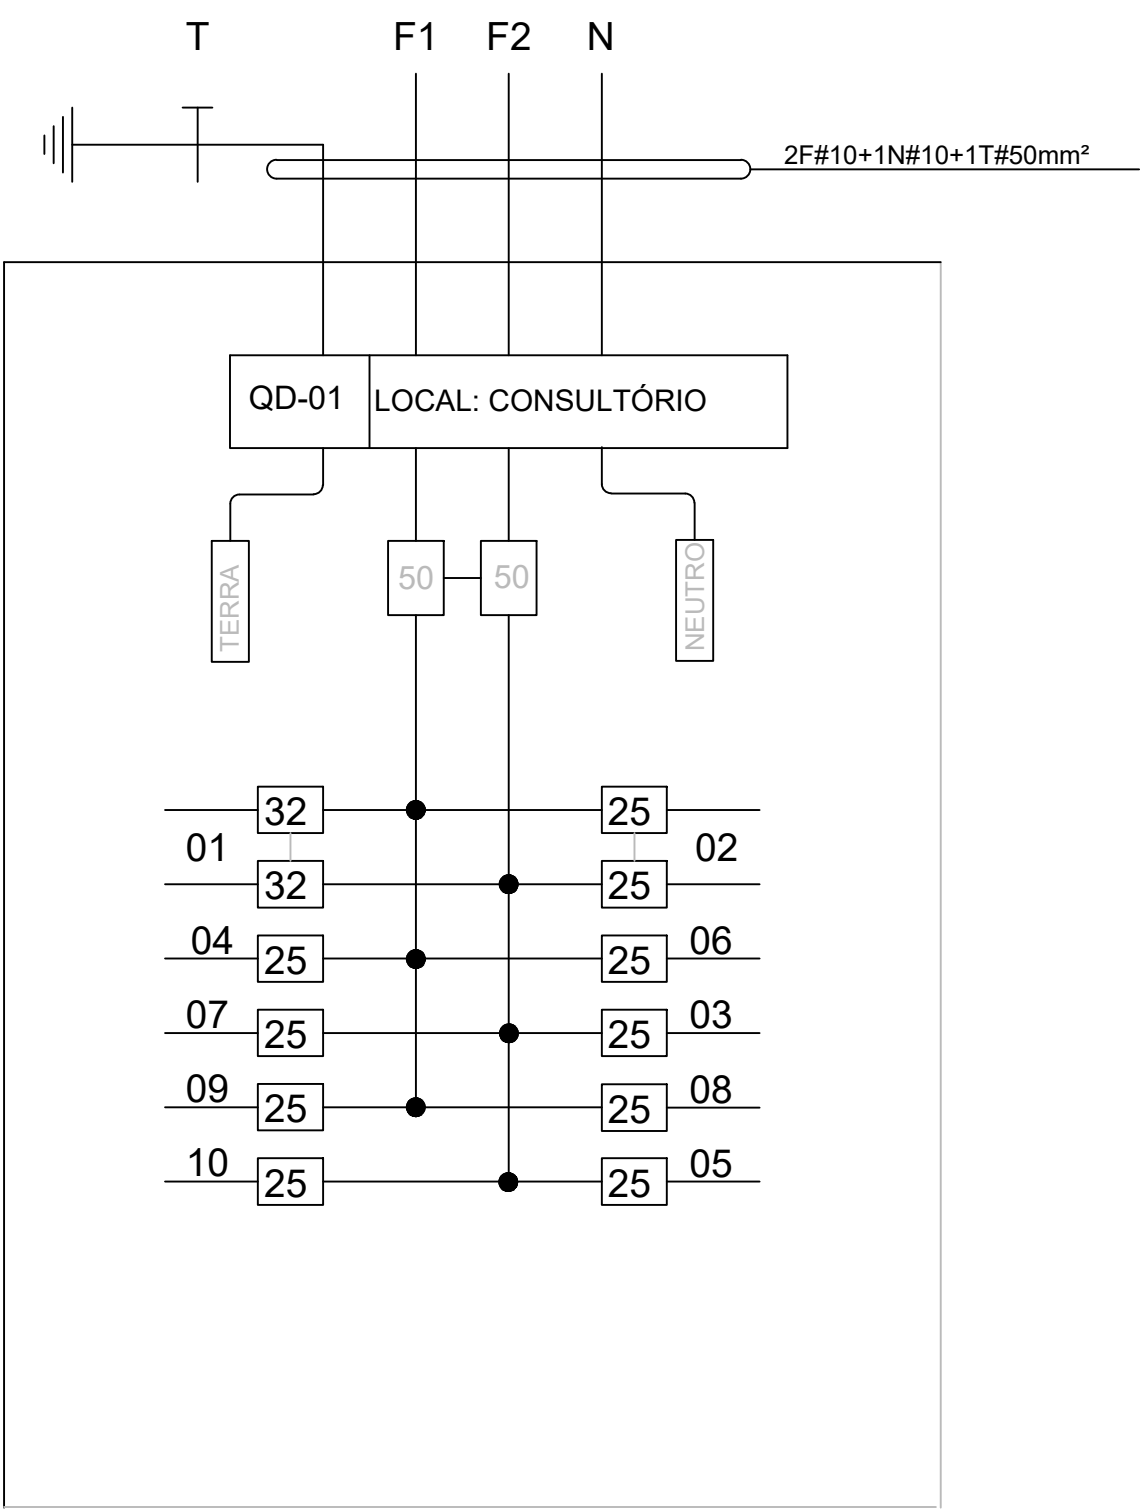 T F1 F2 N
2F#10+1N#10+1T#50mm²
QD-01 LOCAL: CONSULTÓRIO
TERRA
50 50
NEUTRO
32 25
01 02
32 25
04 25 25 06
07 25 25 03
09 25 25 08
10 25 25 05